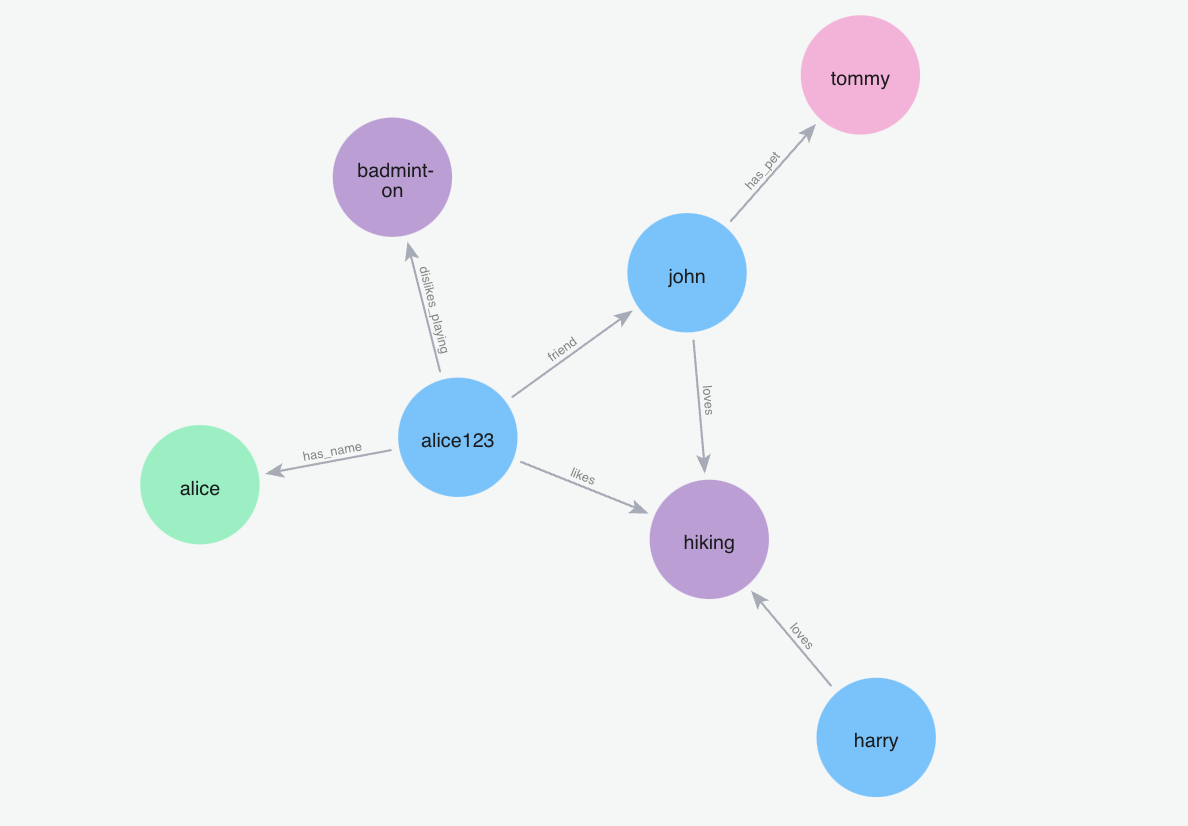 tommy
has_pet
badmint-
on
john
dislikes_playing
friend
loves
alice123
has_name
likes
alice
hiking
loves
harry